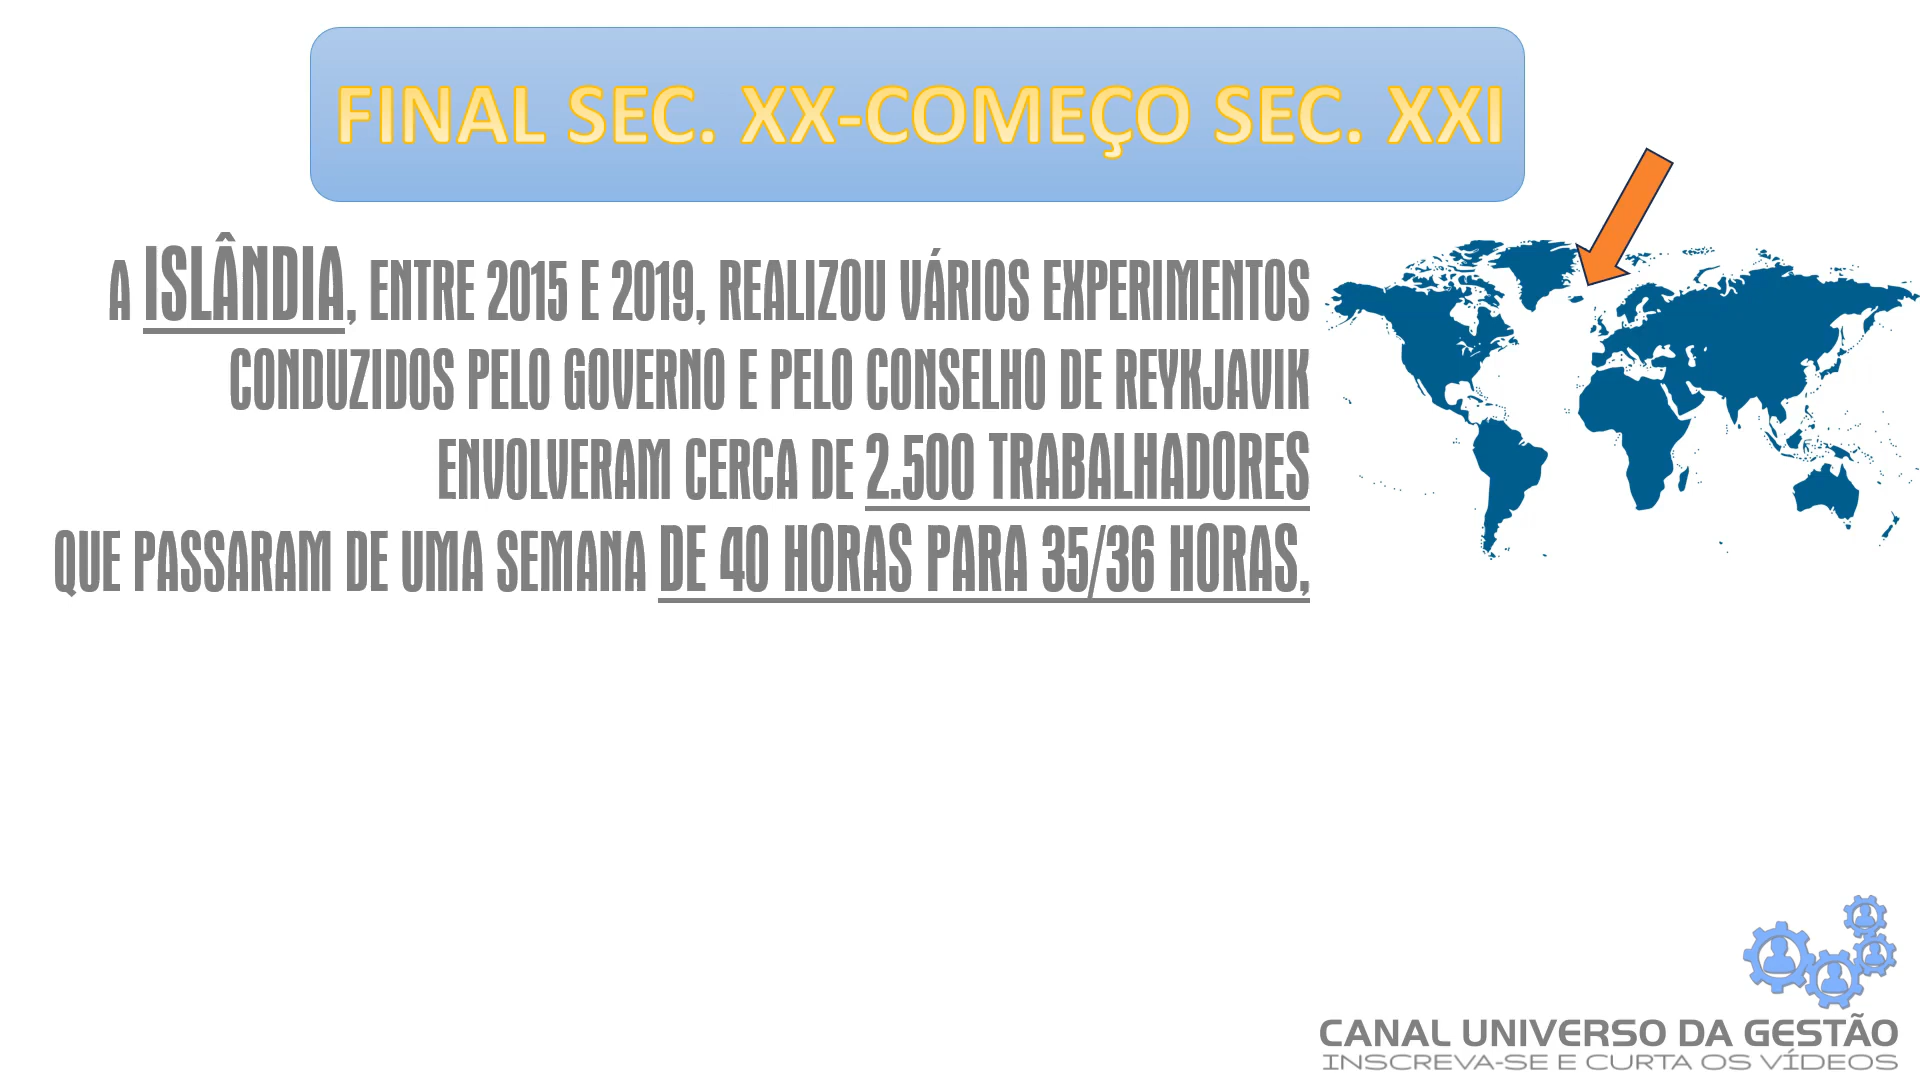 FINAL SEC. XX-COMEÇO SEC. XXI
A ISLÂNDIA, ENTRE 2015 E 2019, REALIZOU VÁRIOS EXPERIMENTOS
CONDUZIDOS PELO GOVERNO E PELO CONSELHO DE REYKJAVIK
ENVOLVERAM CERCA DE 2.500 TRABALHADORES
QUE PASSARAM DE UMA SEMANA DE 40 HORAS PARA 35/36 HORAS,
CANAL UNIVERSO DA GESTÃO
INSCREVA-SE E CURTA OS VÍDEOS